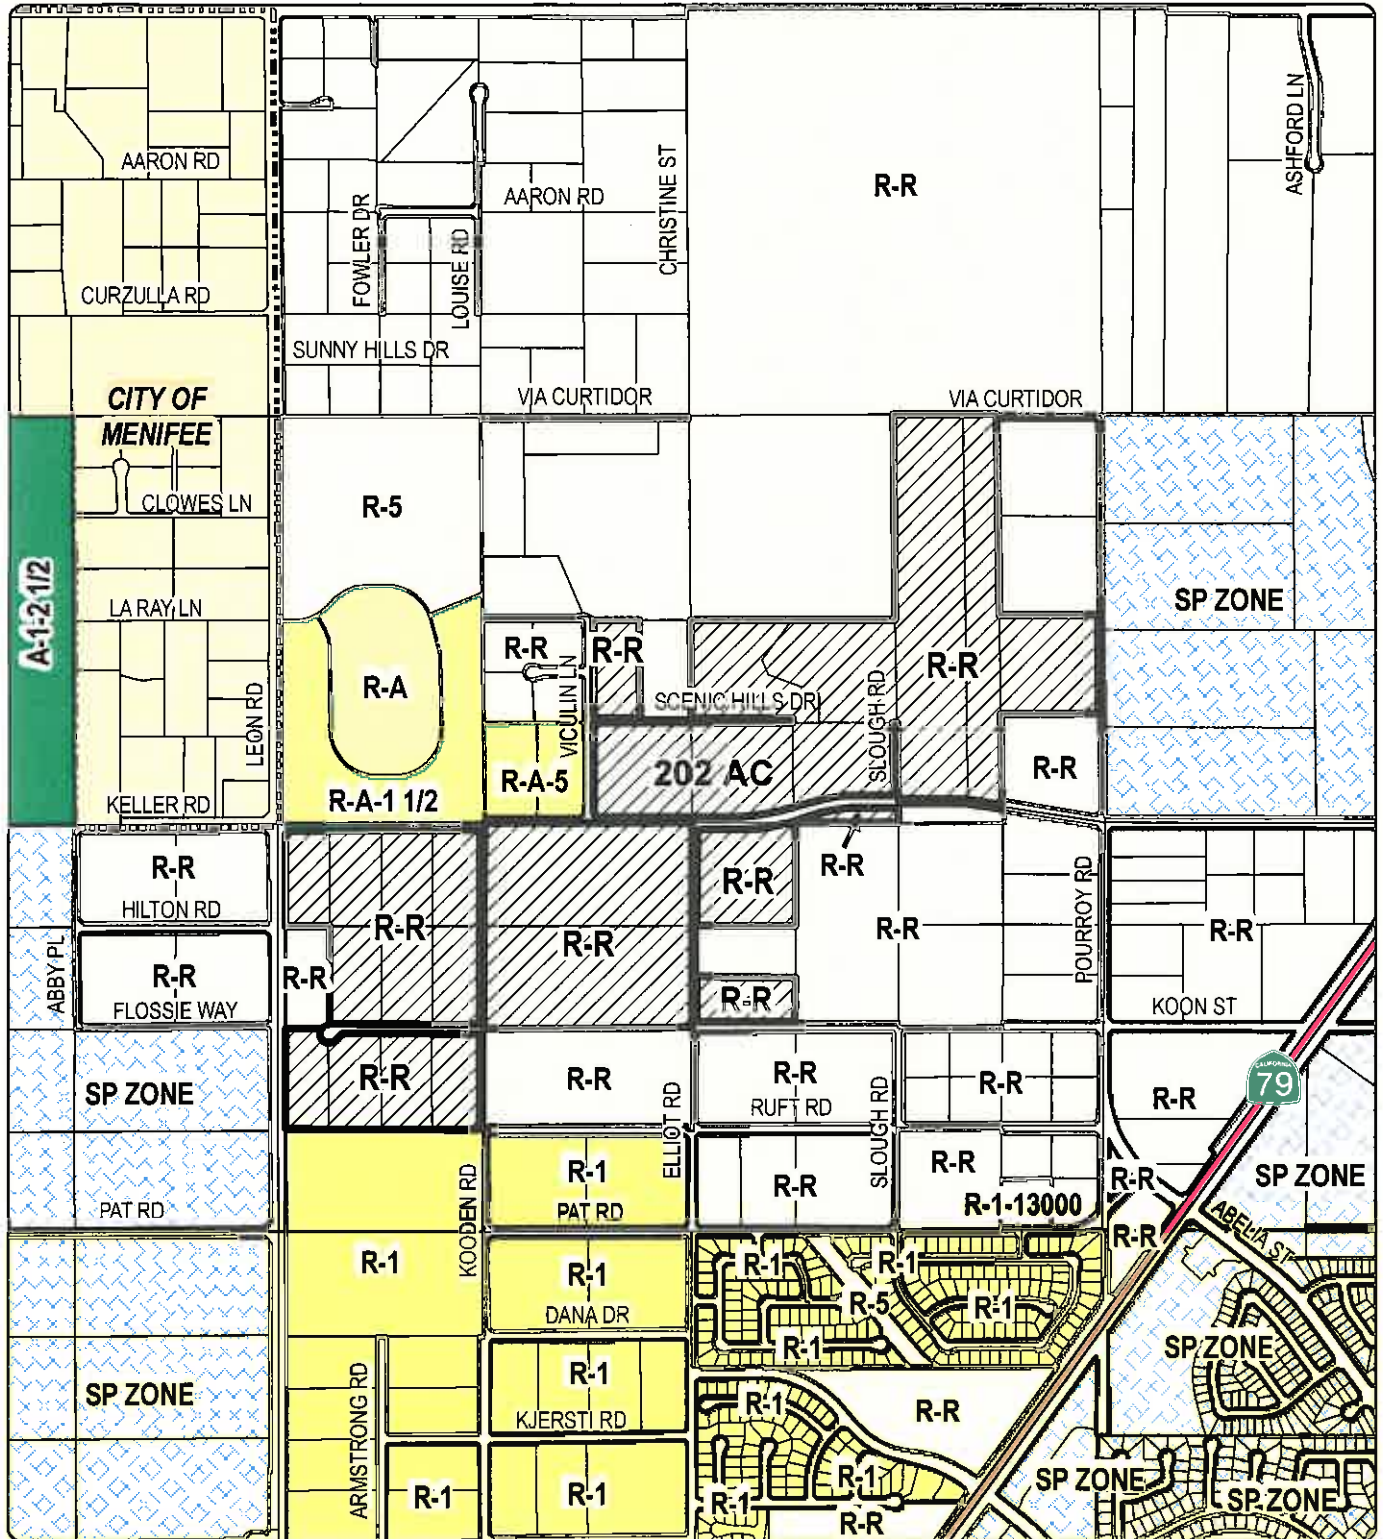 AARON RD
AARON RD
CHRISTINE ST
R-R
ASHFORD LN
FOWLER DR
LOUISE RD
CURZULLA RD
SUNNY HILLS DR
VIA CURTIDOR
VIA CURTIDOR
CITY OF
MENIFEE
CLOWES LN
R-5
A-1-2 1/2
LA RAY LN
SP ZONE
R-R
R-R
R-R
R-A
VICULIN LN
SCENIC HILLS DR
SLOUGH RD
LEON RD
R-A-5
202 AC
R-R
KELLER RD
R-A-1 1/2
R-R
HILTON RD
R-R
R-R
R-R
R-R
R-R
R-R
POURROY RD
R-R
ABBY PL
R-R
FLOSSIE WAY
R-R
R-R
KOON ST
SP ZONE
R-R
R-R
ELLIOT RD
R-R
RUFT RD
SLOUGH RD
R-R
R-R
CALIFORNIA
79
PAT RD
KOODEN RD
R-1
PAT RD
R-R
R-R
R-1-13000
R-R
SP ZONE
R-R
ABELIA ST
R-1
R-1
DANA DR
R-1
R-1
R-5
R-1
R-1
SP ZONE
SP ZONE
ARMSTRONG RD
R-1
KJERSTI RD
R-1
R-R
R-1
R-1
R-1
R-1
R-R
SP ZONE
SP ZONE